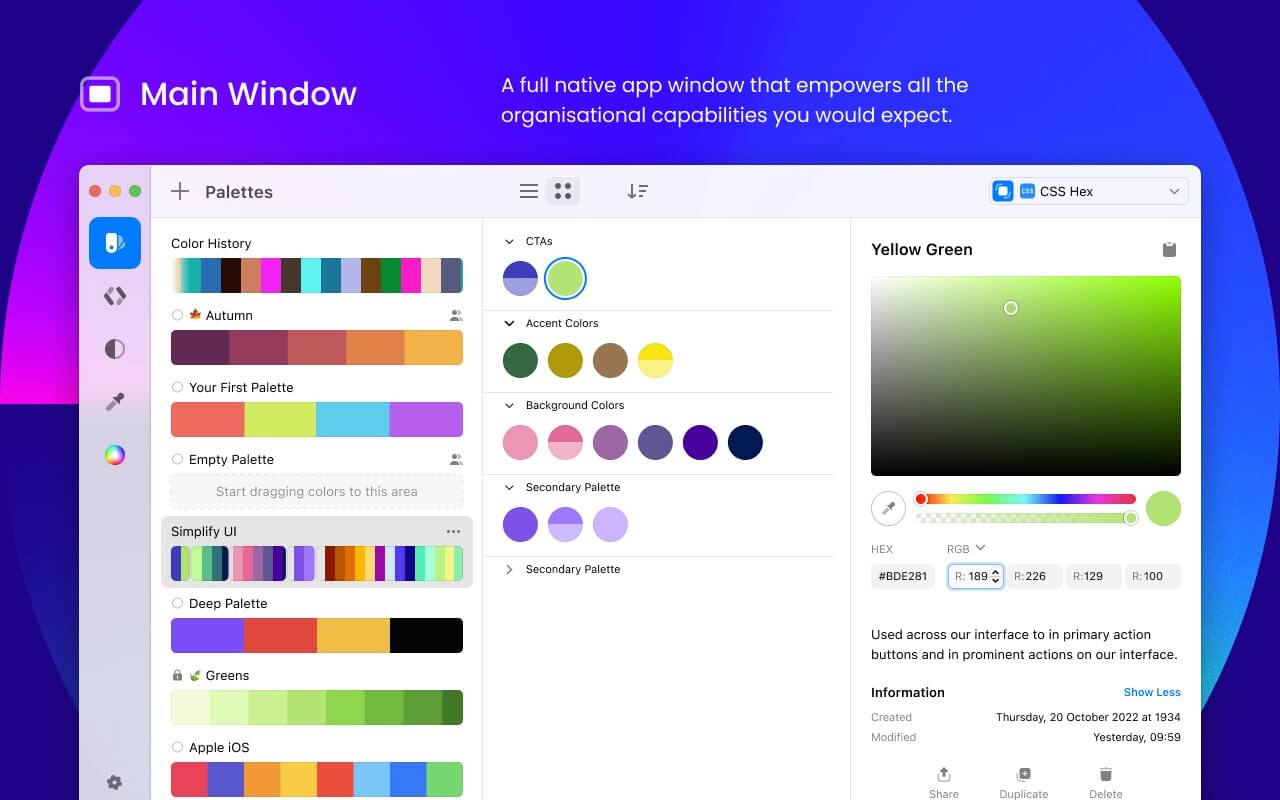 Main Window
A full native app window that empowers all the
organisational capabilities you would expect.
Palettes
CSS
CSS Hex
Color History
Autumn
Your First Palette
Empty Palette
Start dragging colors to this area
Simplify UI
Deep Palette
Greens
Apple iOS
CTAs
Accent Colors
Background Colors
Secondary Palette
Secondary Palette
Yellow Green
HEX RGB
#BDE281 R: 189 R: 226 R: 129 R: 100
Used across our interface to in primary action
buttons and in prominent actions on our interface.
Information Show Less
Created Thursday, 20 October 2022 at 1934
Modified Yesterday, 09:59
Share Duplicate Delete